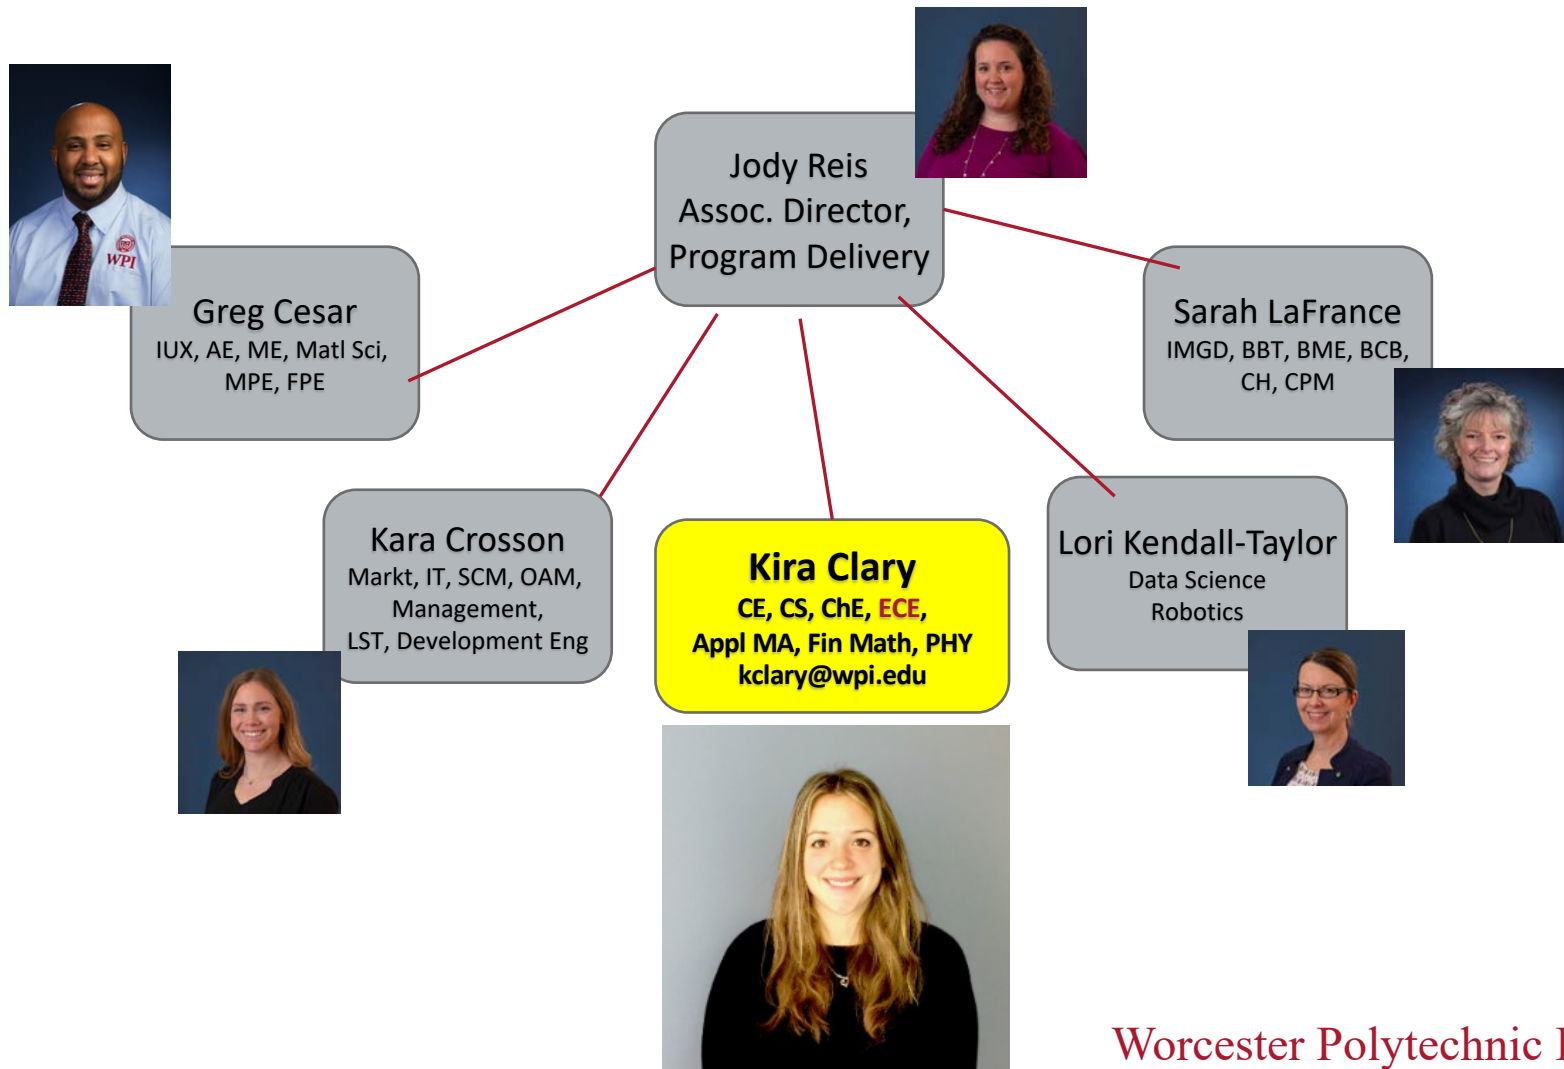 Jody Reis
Assoc. Director,
Program Delivery
WPI
Greg Cesar
IUX, AE, ME, Matl Sci,
MPE, FPE
Sarah LaFrance
IMGD, BBT, BME, BCB,
CH, CPM
Kara Crosson
Markt, IT, SCM, OAM,
Management,
LST, Development Eng
Kira Clary
CE, CS, ChE, ECE,
Appl MA, Fin Math, PHY
kclary@wpi.edu
Lori Kendall-Taylor
Data Science
Robotics
Worcester Polytechnic